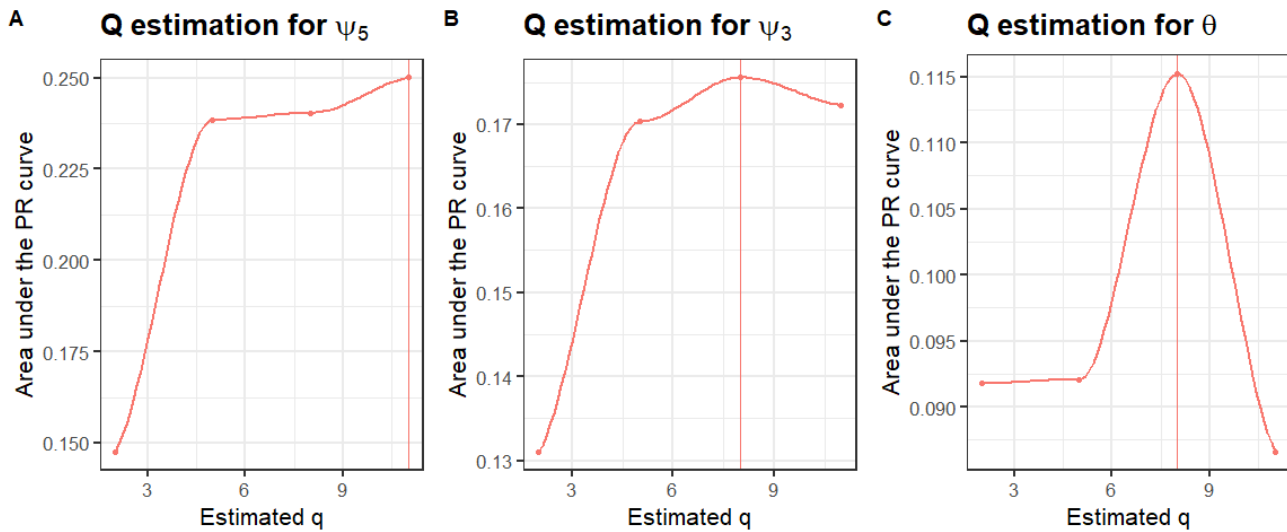 A
Q estimation for ψ₅
Area under the PR curve
0.250
0.225
0.200
0.175
0.150
3 6 9
Estimated q
B
Q estimation for ψ₃
Area under the PR curve
0.17
0.16
0.15
0.14
0.13
3 6 9
Estimated q
C
Q estimation for θ
Area under the PR curve
0.115
0.110
0.105
0.100
0.095
0.090
3 6 9
Estimated q